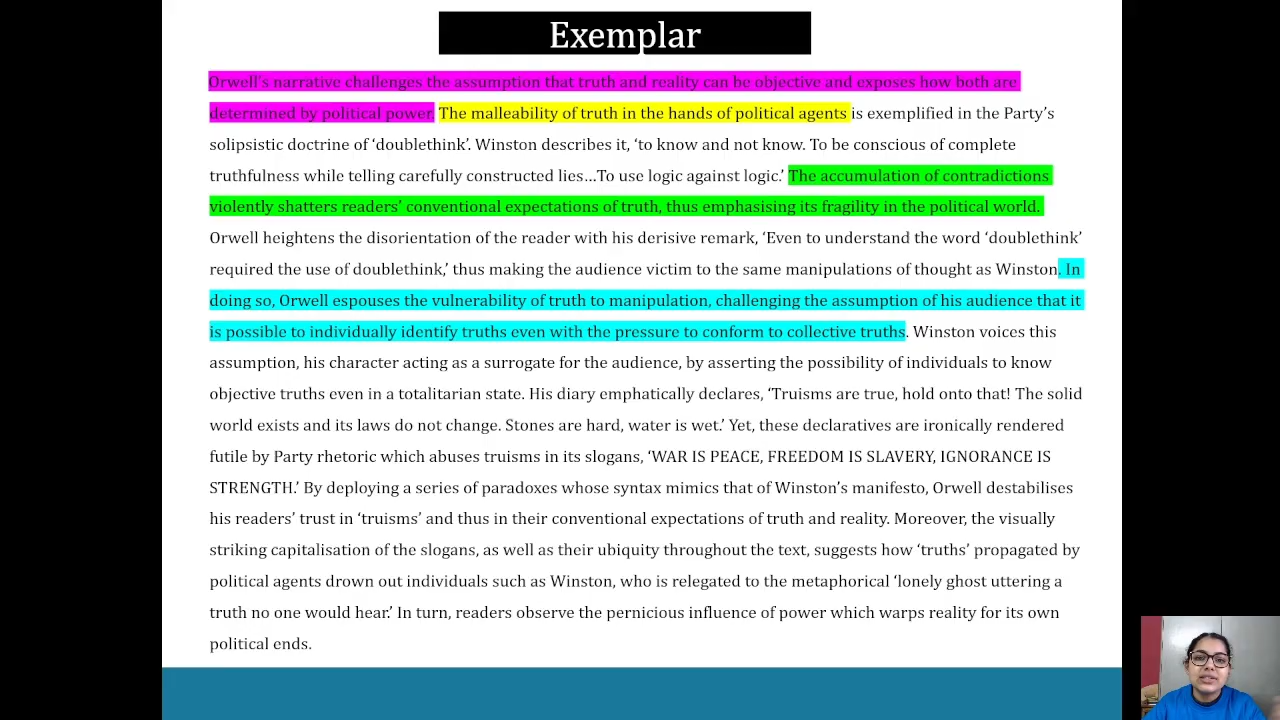 Exemplar
Orwell's narrative challenges the assumption that truth and reality can be objective and exposes how both are
determined by political power. The malleability of truth in the hands of political agents is exemplified in the Party's
solipsistic doctrine of 'doublethink'. Winston describes it, 'to know and not know. To be conscious of complete
truthfulness while telling carefully constructed lies…To use logic against logic.' The accumulation of contradictions
violently shatters readers' conventional expectations of truth, thus emphasising its fragility in the political world.
Orwell heightens the disorientation of the reader with his derisive remark, 'Even to understand the word 'doublethink'
required the use of doublethink,' thus making the audience victim to the same manipulations of thought as Winston. In
doing so, Orwell espouses the vulnerability of truth to manipulation, challenging the assumption of his audience that it
is possible to individually identify truths even with the pressure to conform to collective truths. Winston voices this
assumption, his character acting as a surrogate for the audience, by asserting the possibility of individuals to know
objective truths even in a totalitarian state. His diary emphatically declares, 'Truisms are true, hold onto that! The solid
world exists and its laws do not change. Stones are hard, water is wet.' Yet, these declaratives are ironically rendered
futile by Party rhetoric which abuses truisms in its slogans, 'WAR IS PEACE, FREEDOM IS SLAVERY, IGNORANCE IS
STRENGTH.' By deploying a series of paradoxes whose syntax mimics that of Winston's manifesto, Orwell destabilises
his readers' trust in 'truisms' and thus in their conventional expectations of truth and reality. Moreover, the visually
striking capitalisation of the slogans, as well as their ubiquity throughout the text, suggests how 'truths' propagated by
political agents drown out individuals such as Winston, who is relegated to the metaphorical 'lonely ghost uttering a
truth no one would hear.' In turn, readers observe the pernicious influence of power which warps reality for its own
political ends.